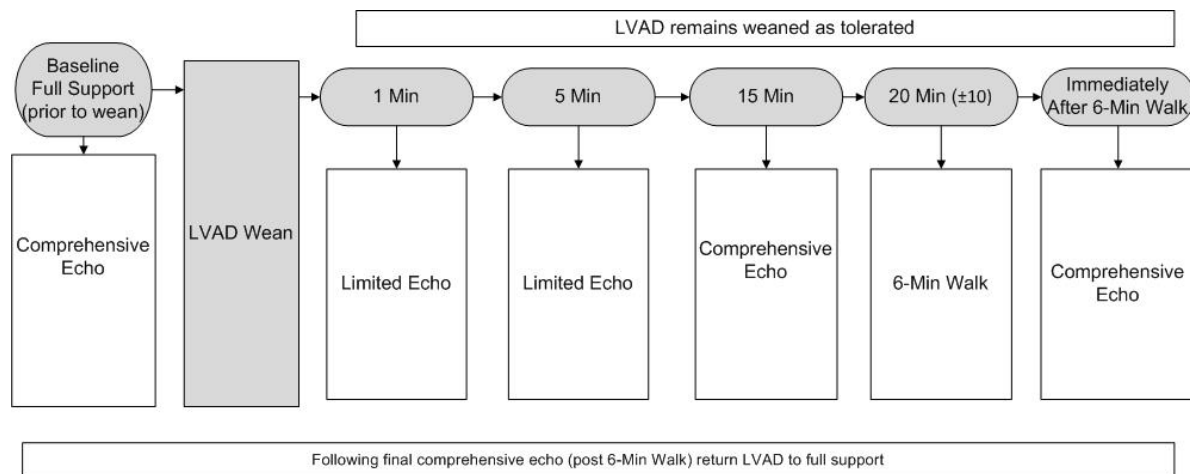 LVAD remains weaned as tolerated
Baseline
Full Support
(prior to wean)
1 Min
5 Min
15 Min
20 Min (±10)
Immediately
After 6-Min Walk
Comprehensive
Echo
LVAD Wean
Limited Echo
Limited Echo
Comprehensive
Echo
6-Min Walk
Comprehensive
Echo
Following final comprehensive echo (post 6-Min Walk) return LVAD to full support